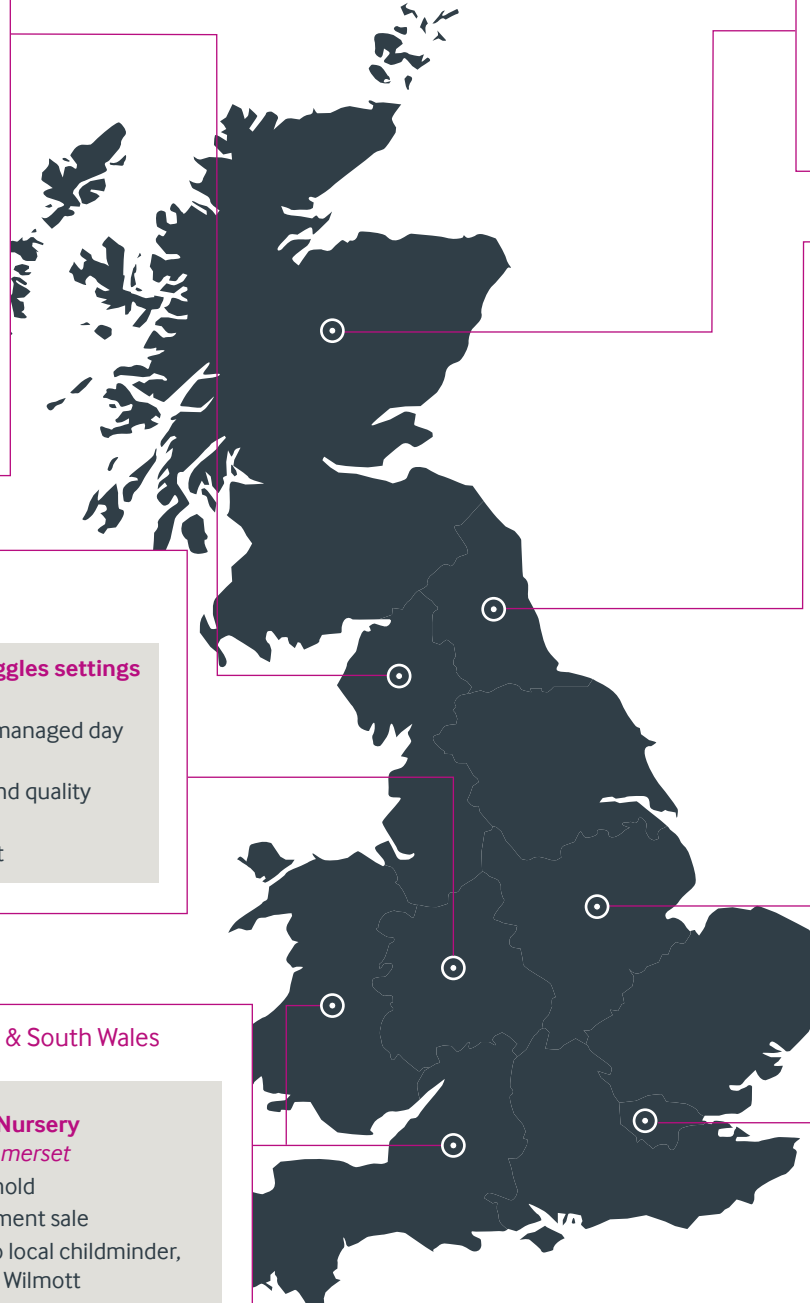 ggles settings
managed day
nd quality
t
& South Wales
Nursery
merset
hold
ment sale
o local childminder,
Wilmott